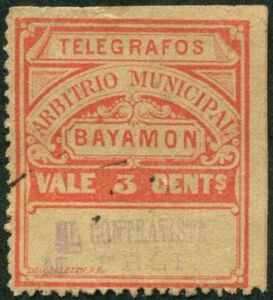 TELEGRAFOS
ARBITRIO MUNICIPAL
BAYAMON
VALE 3 CENTS
EL CONTRATISTA